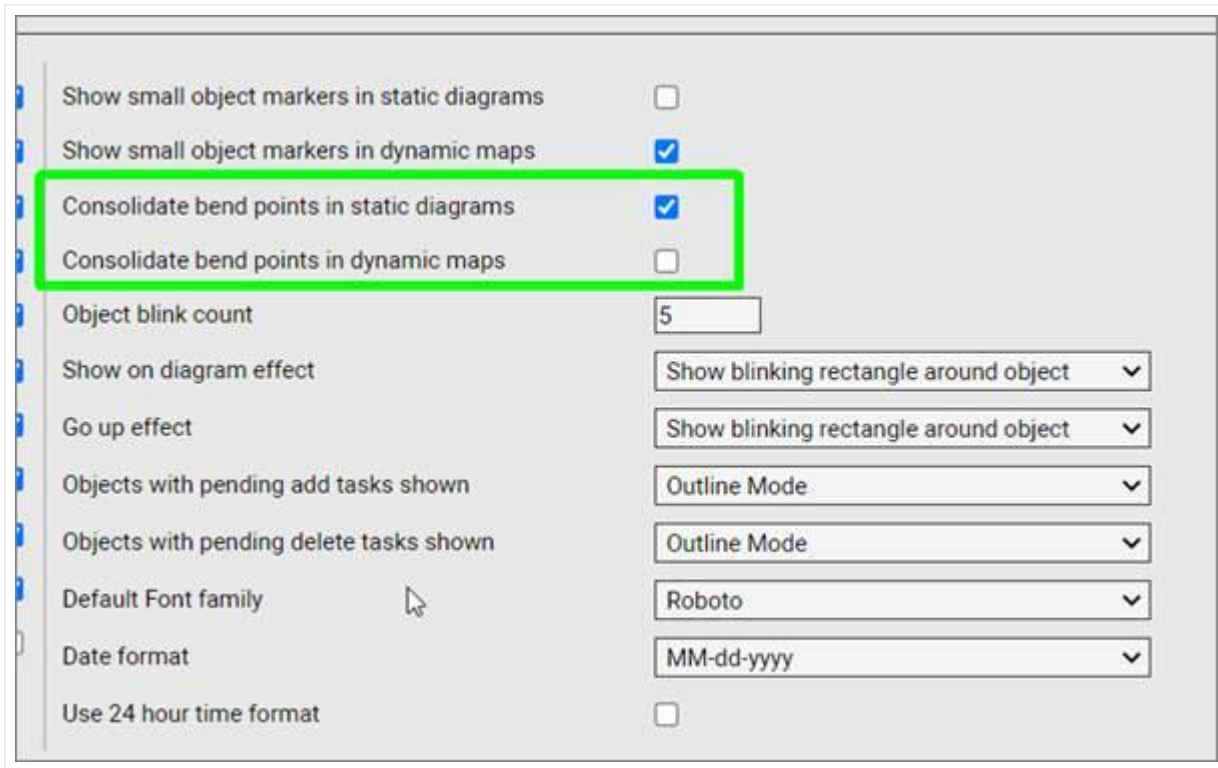 Show small object markers in static diagrams
Show small object markers in dynamic maps
Consolidate bend points in static diagrams
Consolidate bend points in dynamic maps
Object blink count 5
Show on diagram effect Show blinking rectangle around object
Go up effect Show blinking rectangle around object
Objects with pending add tasks shown Outline Mode
Objects with pending delete tasks shown Outline Mode
Default Font family Roboto
Date format MM-dd-yyyy
Use 24 hour time format